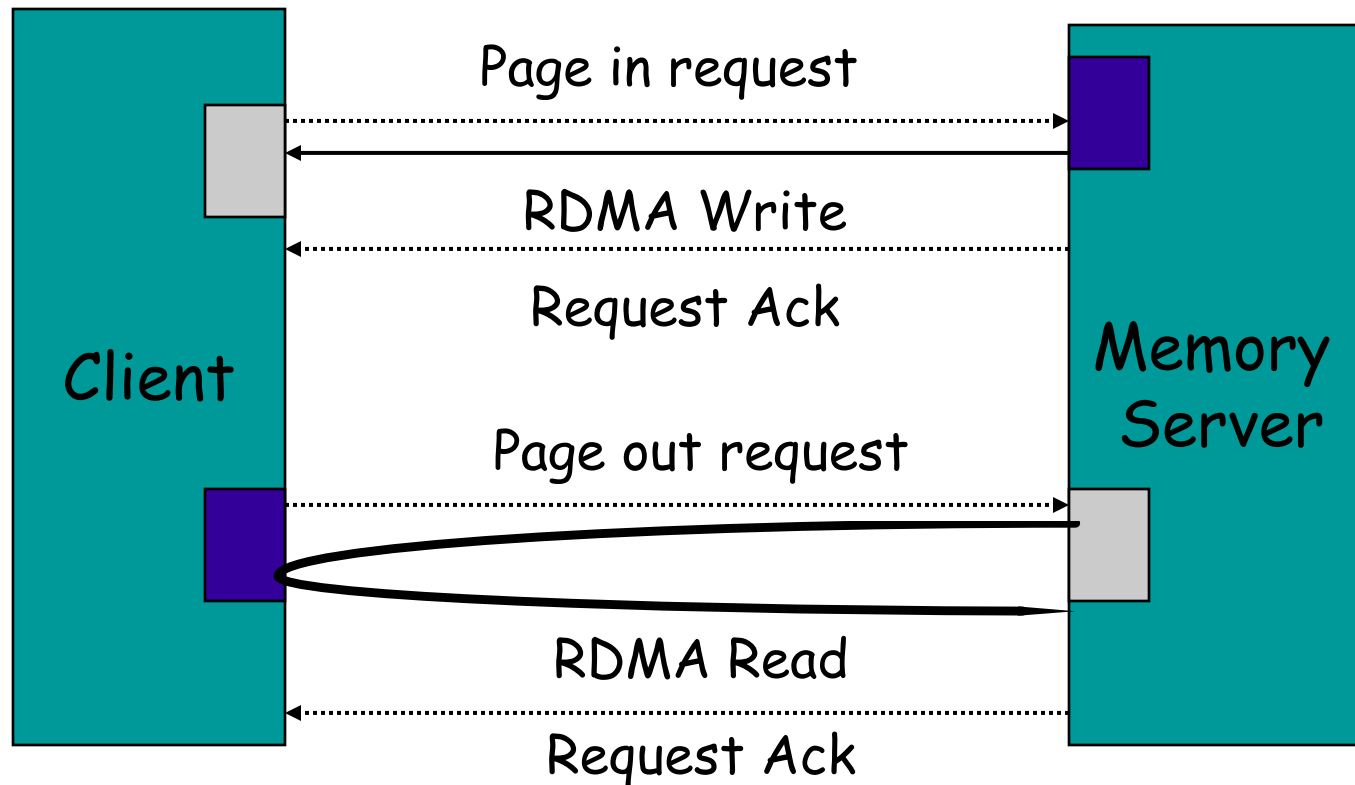 Page in request
RDMA Write
Request Ack
Client
Memory
Server
Page out request
RDMA Read
Request Ack